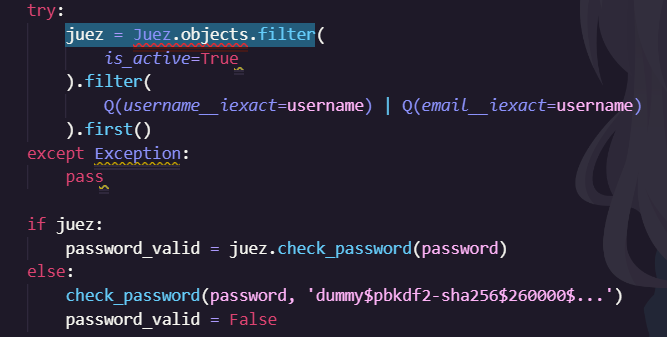 try:
    juez = Juez.objects.filter(
        is_active=True
    ).filter(
        Q(username__iexact=username) | Q(email__iexact=username)
    ).first()
except Exception:
    pass

if juez:
    password_valid = juez.check_password(password)
else:
    check_password(password, 'dummy$pbkdf2-sha256$260000$...')
    password_valid = False